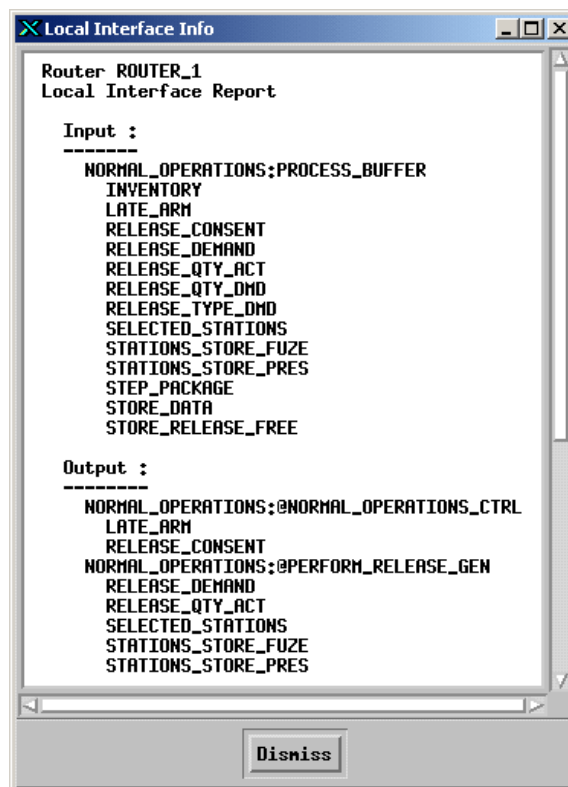 Local Interface Info
Router ROUTER_1
Local Interface Report
Input :
-------
NORMAL_OPERATIONS:PROCESS_BUFFER
INVENTORY
LATE_ARM
RELEASE_CONSENT
RELEASE_DEMAND
RELEASE_QTY_ACT
RELEASE_QTY_DMD
RELEASE_TYPE_DMD
SELECTED_STATIONS
STATIONS_STORE_FUZE
STATIONS_STORE_PRES
STEP_PACKAGE
STORE_DATA
STORE_RELEASE_FREE
Output :
--------
NORMAL_OPERATIONS:@NORMAL_OPERATIONS_CTRL
LATE_ARM
RELEASE_CONSENT
NORMAL_OPERATIONS:@PERFORM_RELEASE_GEN
RELEASE_DEMAND
RELEASE_QTY_ACT
SELECTED_STATIONS
STATIONS_STORE_FUZE
STATIONS_STORE_PRES
Dismiss